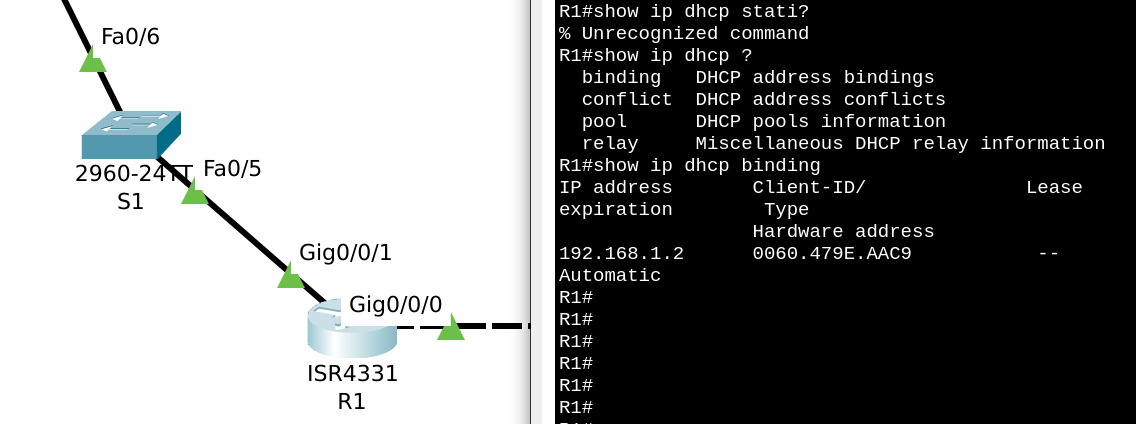 Fa0/6
2960-24TT
S1
Fa0/5
Gig0/0/1
Gig0/0/0
ISR4331
R1
R1#show ip dhcp stati?
% Unrecognized command
R1#show ip dhcp ?
  binding   DHCP address bindings
  conflict  DHCP address conflicts
  pool      DHCP pools information
  relay     Miscellaneous DHCP relay information
R1#show ip dhcp binding
IP address       Client-ID/              Lease
expiration        Type
                 Hardware address
192.168.1.2      0060.479E.AAC9           --
Automatic
R1#
R1#
R1#
R1#
R1#
R1#